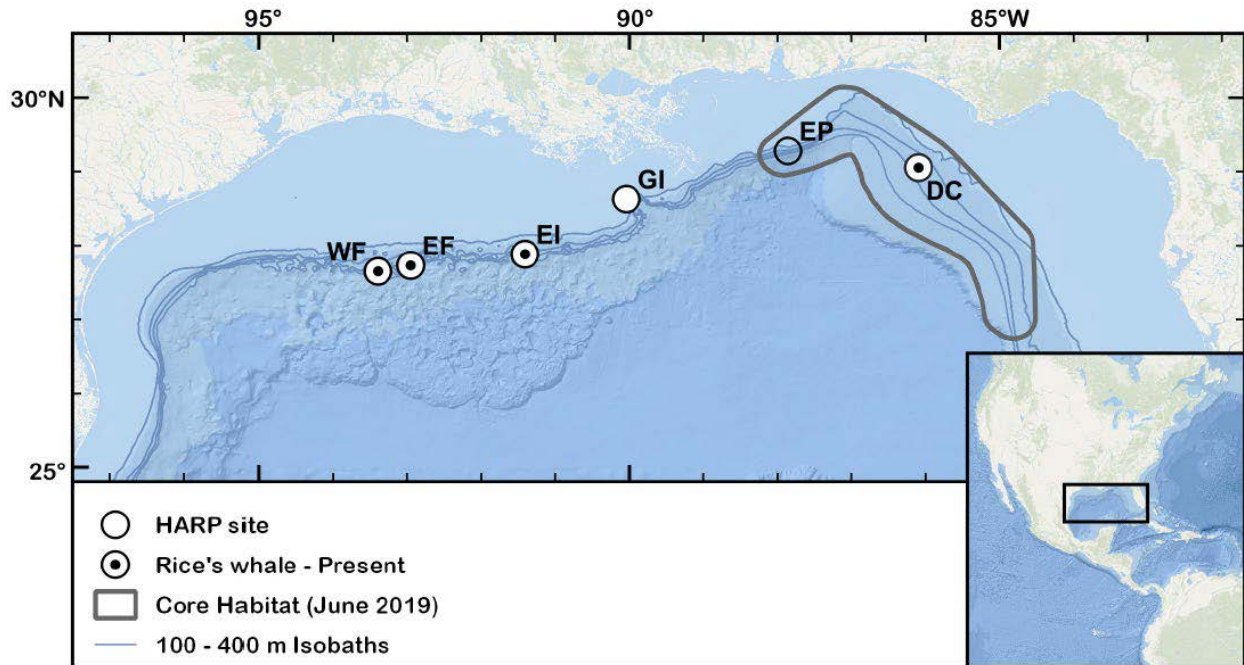 95°
90°
85°W
30°N
EP
DC
GI
EI
EF
WF
25°
HARP site
Rice's whale - Present
Core Habitat (June 2019)
100 - 400 m Isobaths